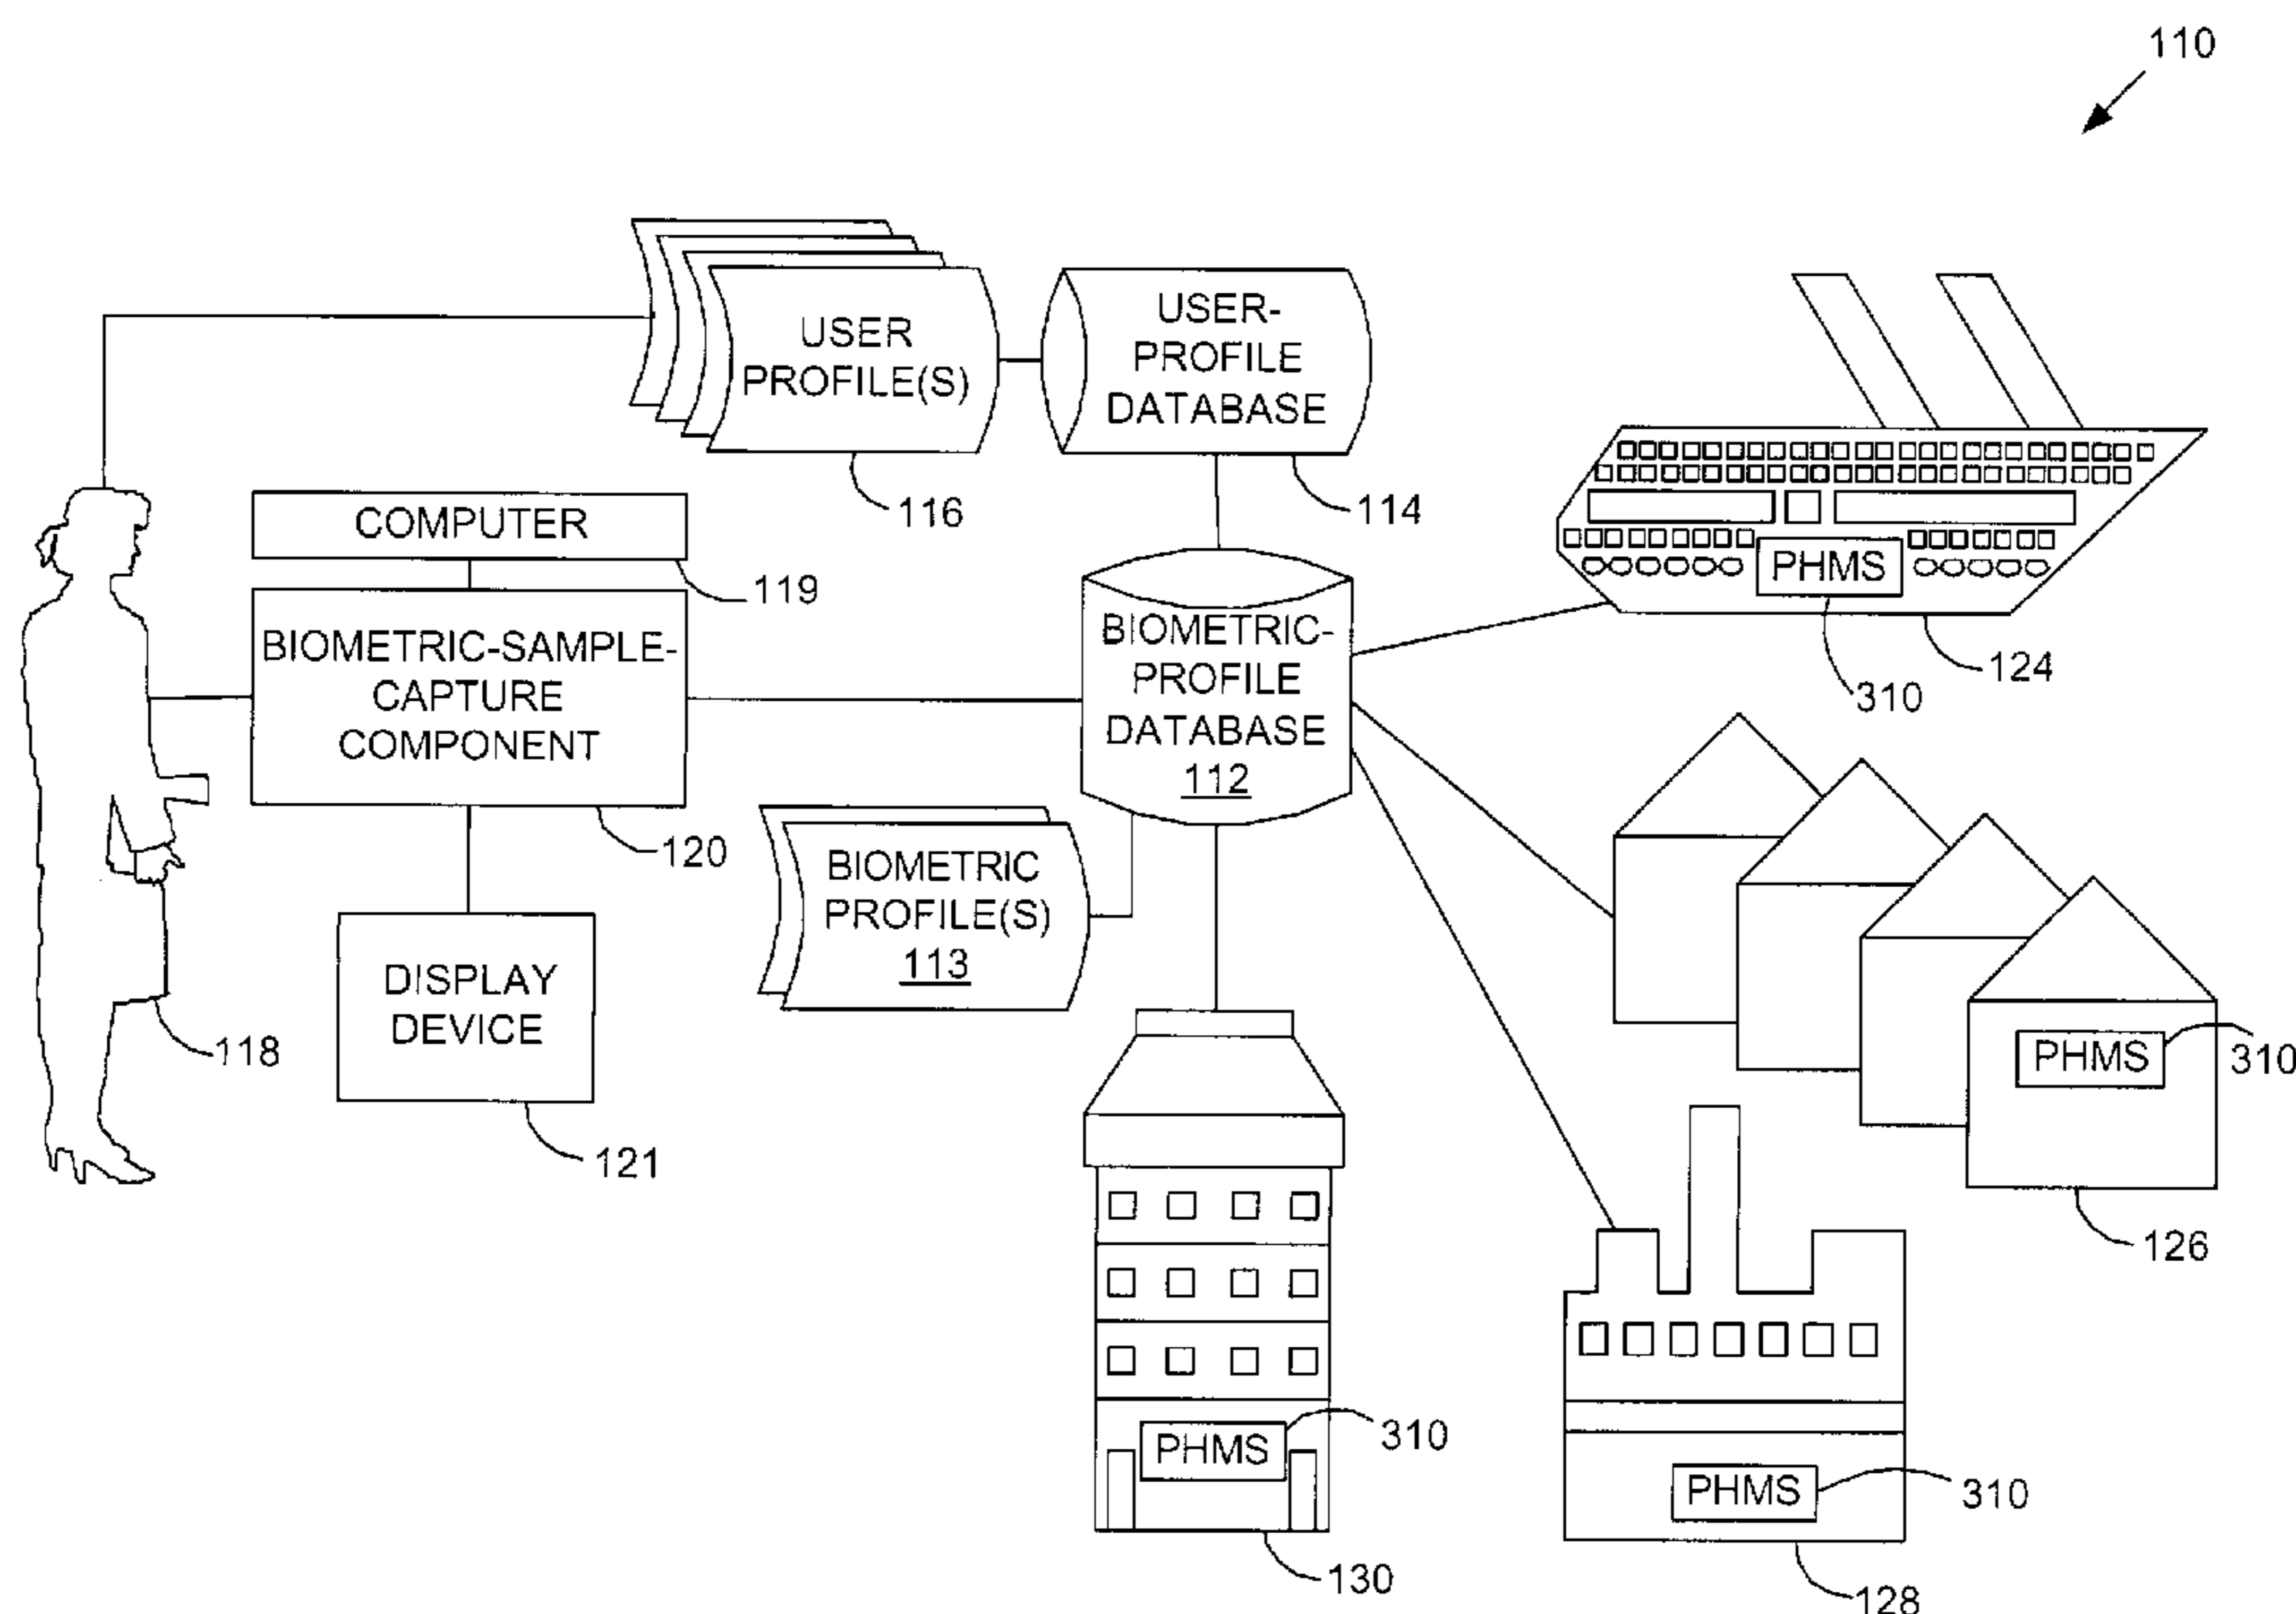 110
USER
PROFILE(S)
116
USER-
PROFILE
DATABASE
114
COMPUTER
119
BIOMETRIC-SAMPLE-
CAPTURE
COMPONENT
120
BIOMETRIC-
PROFILE
DATABASE
112
PHMS
310
124
BIOMETRIC
PROFILE(S)
113
DISPLAY
DEVICE
121
118
PHMS
310
126
PHMS
310
130
PHMS
310
128